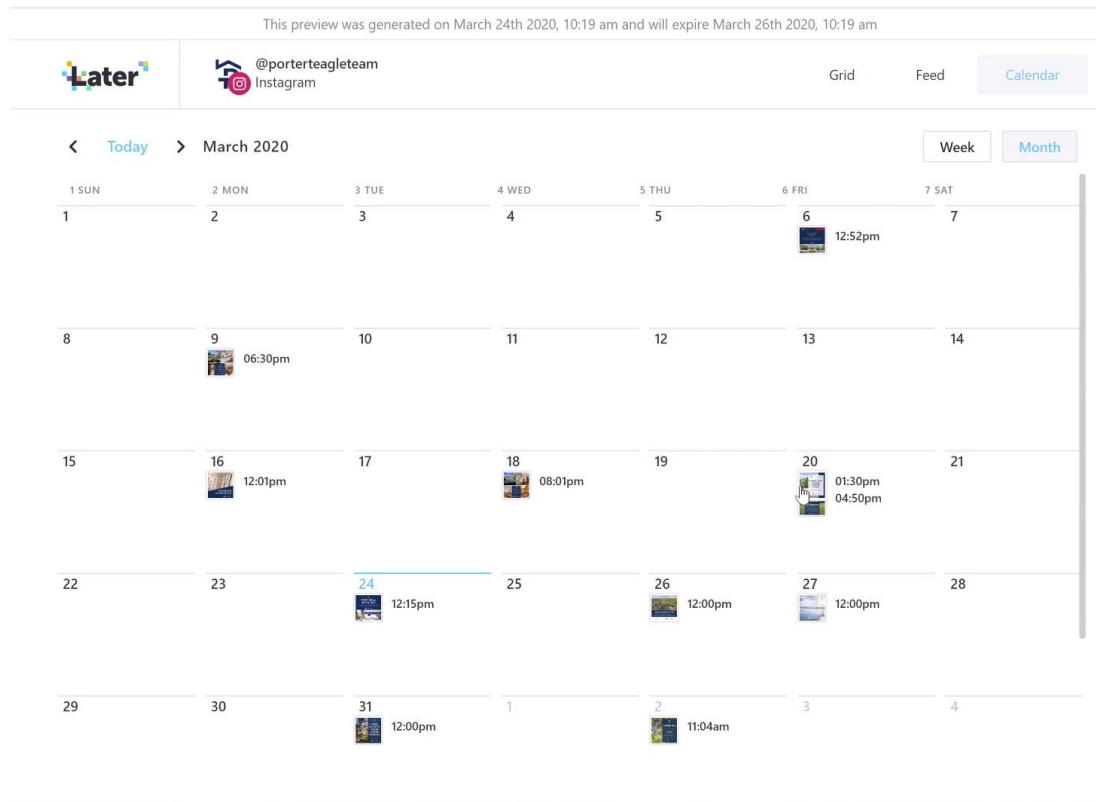 This preview was generated on March 24th 2020, 10:19 am and will expire March 26th 2020, 10:19 am
Later
@porterteagleteam
Instagram
Grid Feed Calendar
Today March 2020
Week Month
1 SUN 2 MON 3 TUE 4 WED 5 THU 6 FRI 7 SAT
1 2 3 4 5 6 7
12:52pm
8 9 10 11 12 13 14
06:30pm
15 16 17 18 19 20 21
12:01pm 08:01pm 01:30pm
04:50pm
22 23 24 25 26 27 28
12:15pm 12:00pm 12:00pm
29 30 31 1 2 3 4
12:00pm 11:04am